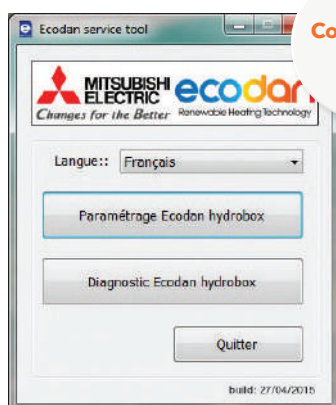 Ecodan service tool
Co
MITSUBISHI
ELECTRIC
Changes for the Better
ecodan
Renewable Heating Technology
Langue:: Français
Paramétrage Ecodan hydrobox
Diagnostic Ecodan hydrobox
Quitter
build: 27/04/2015